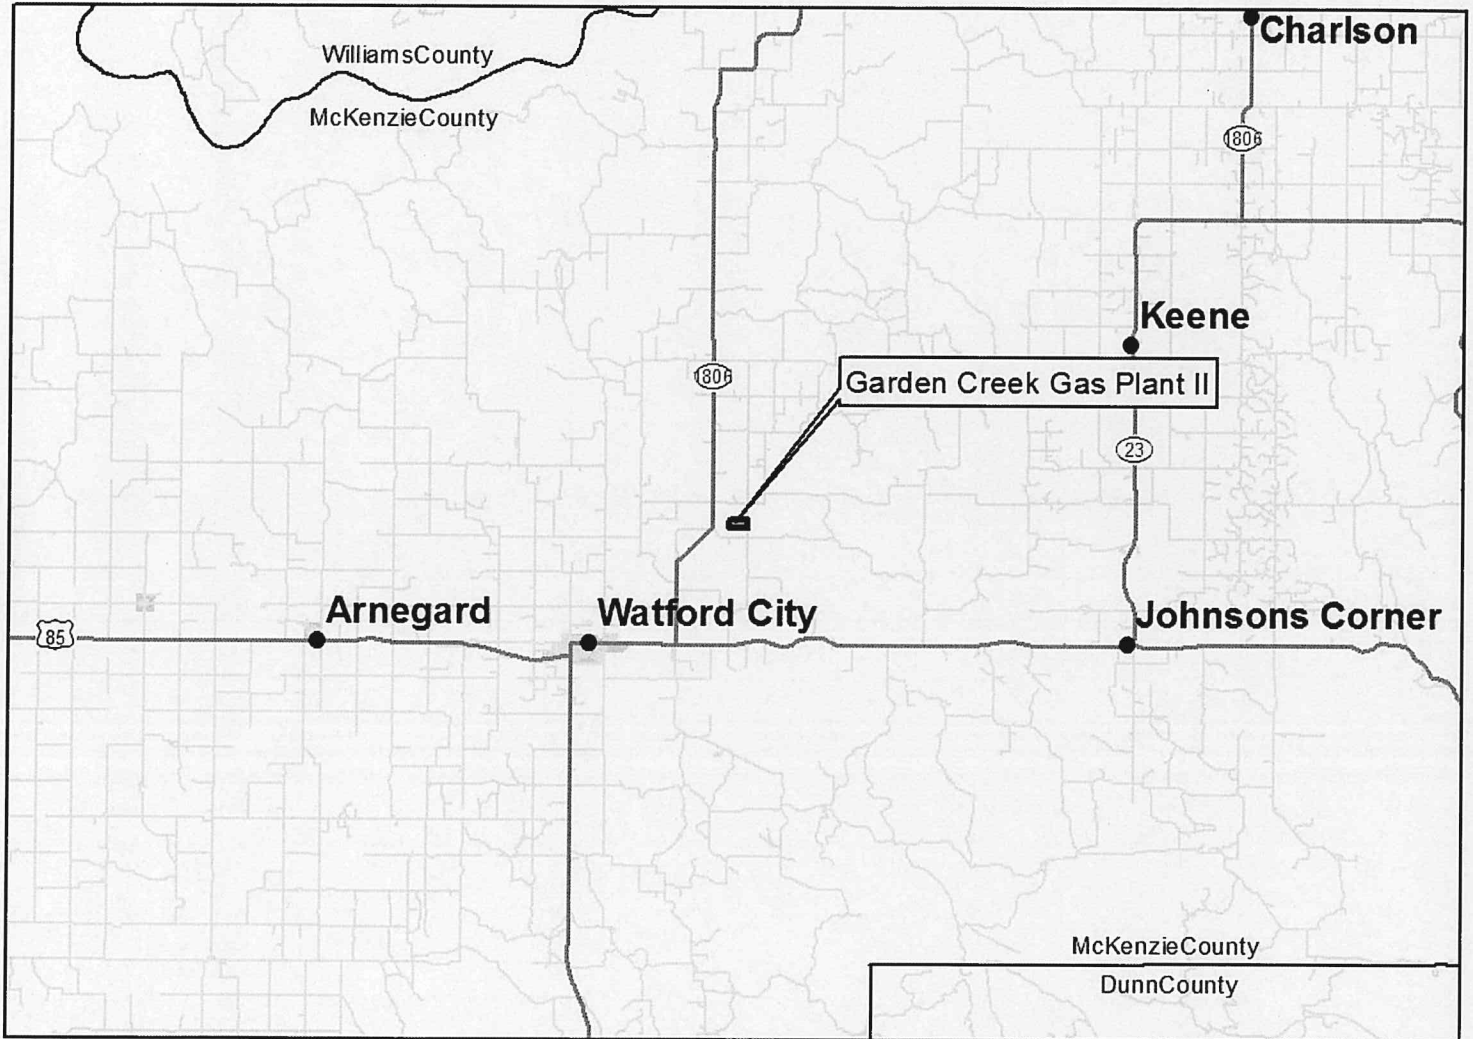 Charlson
WilliamsCounty
McKenzieCounty
1806
Keene
1806
Garden Creek Gas Plant II
23
Arnegard
Watford City
Johnsons Corner
85
McKenzieCounty
DunnCounty